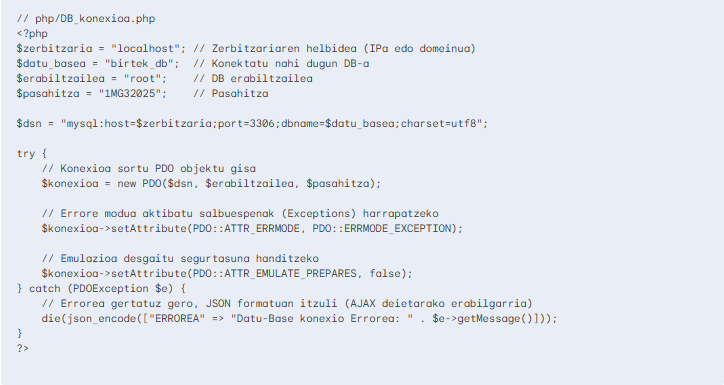 // php/DB_konexioa.php
<?php
$zerbitzaria = "localhost"; // Zerbitzariaren helbidea (IPa edo domeinua)
$datu_basea = "birtek_db";  // Konektatu nahi dugun DB-a
$erabiltzailea = "root";    // DB erabiltzailea
$pasahitza = "1MG32025";    // Pasahitza

$dsn = "mysql:host=$zerbitzaria;port=3306;dbname=$datu_basea;charset=utf8";

try {
    // Konexioa sortu PDO objektu gisa
    $konexioa = new PDO($dsn, $erabiltzailea, $pasahitza);

    // Errore modua aktibatu salbuespenak (Exceptions) harrapatzeko
    $konexioa->setAttribute(PDO::ATTR_ERRMODE, PDO::ERRMODE_EXCEPTION);

    // Emulazioa desgaitu segurtasuna handitzeko
    $konexioa->setAttribute(PDO::ATTR_EMULATE_PREPARES, false);
} catch (PDOException $e) {
    // Errorea gertatuz gero, JSON formatuan itzuli (AJAX deietarako erabilgarria)
    die(json_encode(["ERROREA" => "Datu-Base konexio Errorea: " . $e->getMessage()]));
}
?>